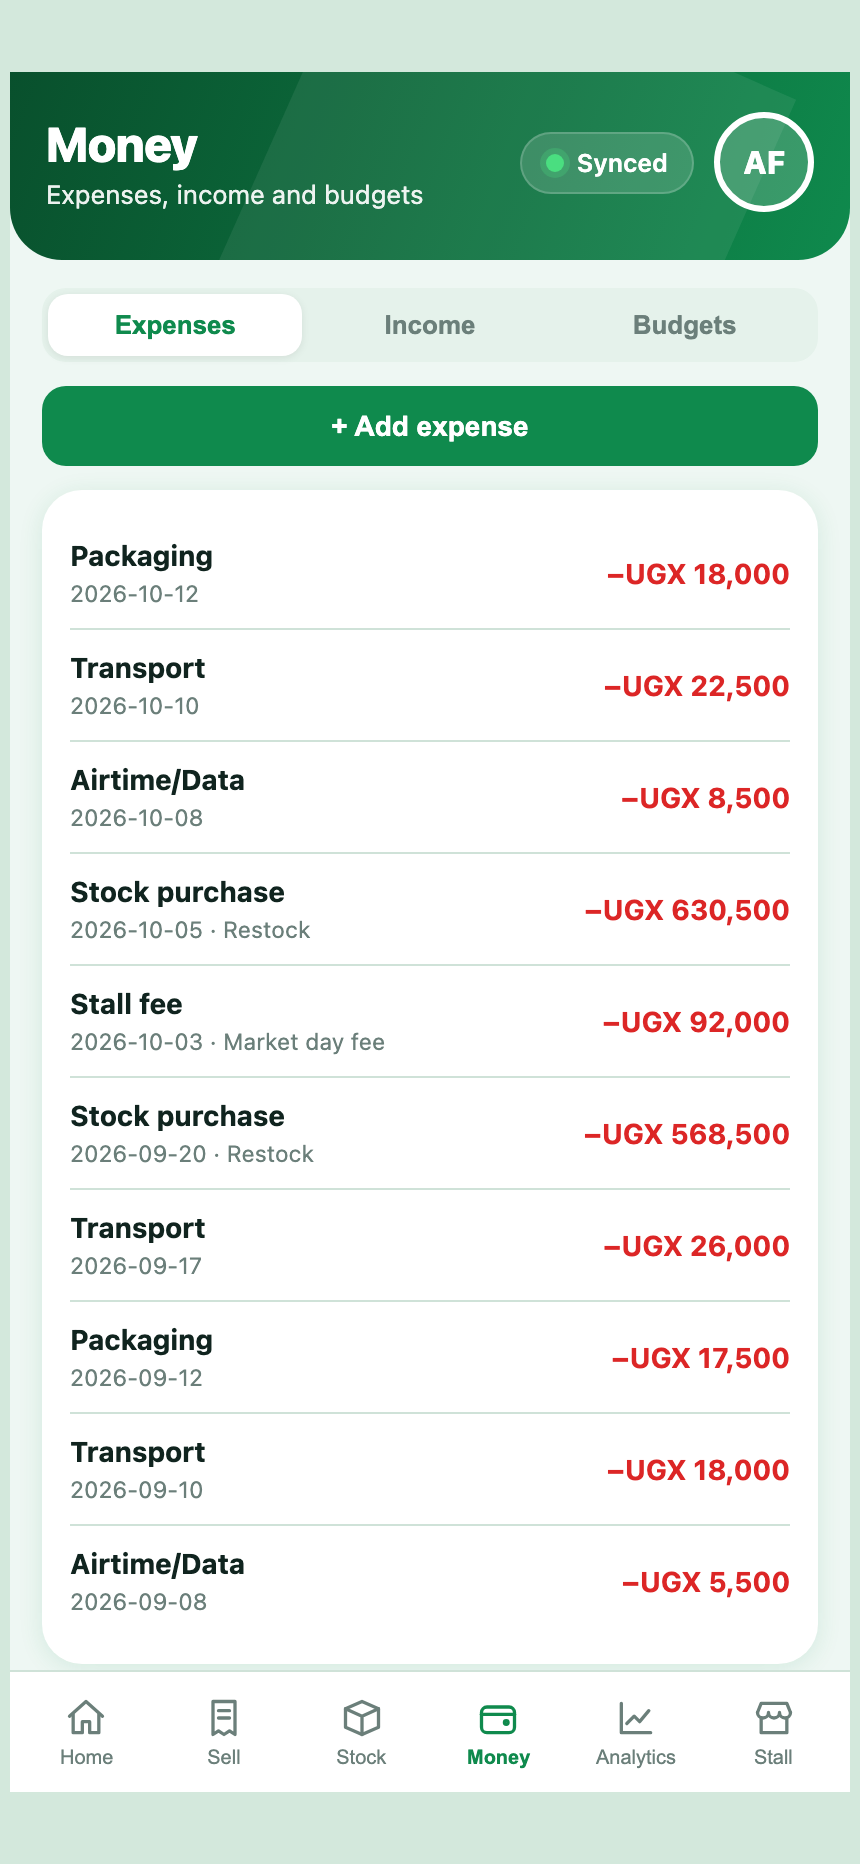 Money
Expenses, income and budgets
Synced
AF
Expenses
Income
Budgets
+ Add expense
Packaging
2026-10-12
−UGX 18,000
Transport
2026-10-10
−UGX 22,500
Airtime/Data
2026-10-08
−UGX 8,500
Stock purchase
2026-10-05 · Restock
−UGX 630,500
Stall fee
2026-10-03 · Market day fee
−UGX 92,000
Stock purchase
2026-09-20 · Restock
−UGX 568,500
Transport
2026-09-17
−UGX 26,000
Packaging
2026-09-12
−UGX 17,500
Transport
2026-09-10
−UGX 18,000
Airtime/Data
2026-09-08
−UGX 5,500
Home
Sell
Stock
Money
Analytics
Stall